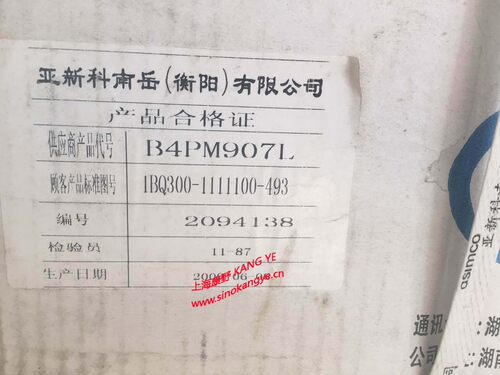 亚新科南岳(衡阳)有限公司
产品合格证
供应商产品代号 B4PM907L
顾客产品标准图号 1BQ300-1111100-493
编号 2094138
检验员 11-87
生产日期
上海康野 KANG YE
www.sinokangye.cn
asimco
亚新科
通讯
公司
: 湖
: 湖南